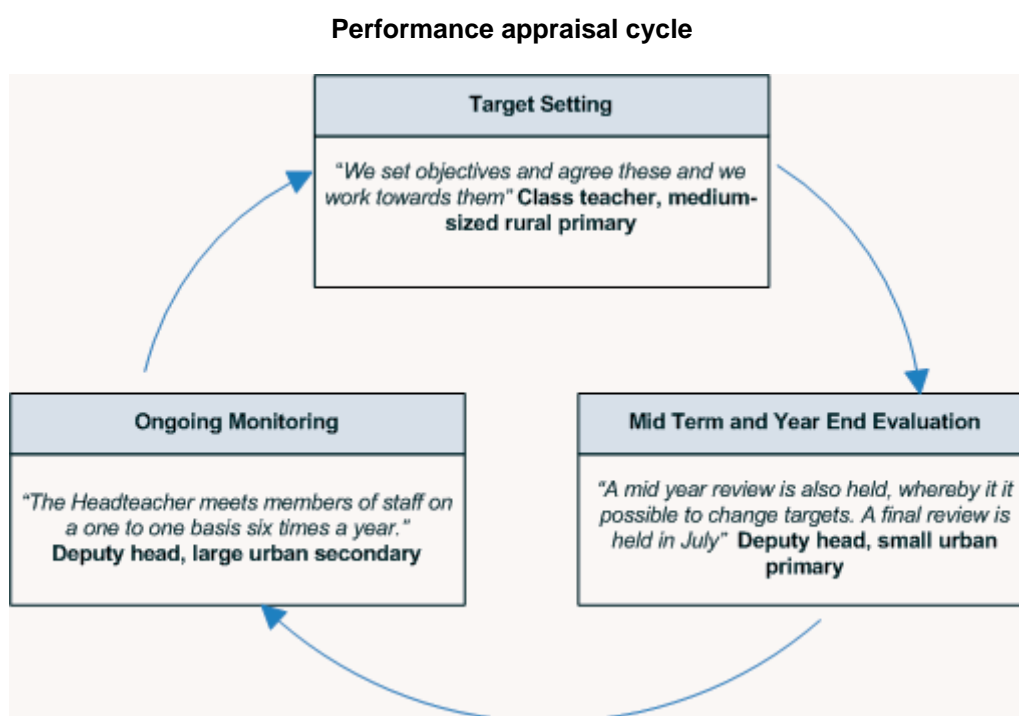 Performance appraisal cycle
Target Setting
“We set objectives and agree these and we
work towards them” Class teacher, medium-
sized rural primary
Ongoing Monitoring
“The Headteacher meets members of staff on
a one to one basis six times a year.”
Deputy head, large urban secondary
Mid Term and Year End Evaluation
“A mid year review is also held, whereby it it
possible to change targets. A final review is
held in July” Deputy head, small urban
primary